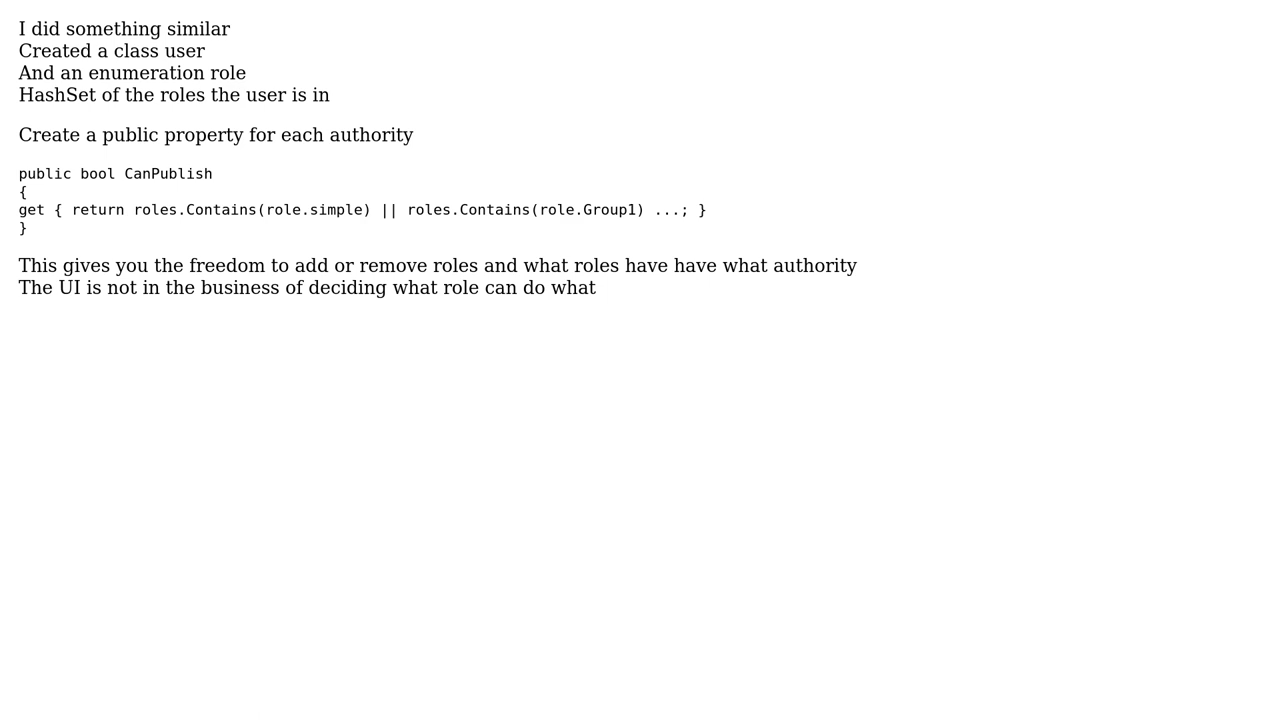 I did something similar
Created a class user
And an enumeration role
HashSet of the roles the user is in
Create a public property for each authority
public bool CanPublish
{
get { return roles.Contains(role.simple) || roles.Contains(role.Group1) ...; }
}
This gives you the freedom to add or remove roles and what roles have have what authority
The UI is not in the business of deciding what role can do what